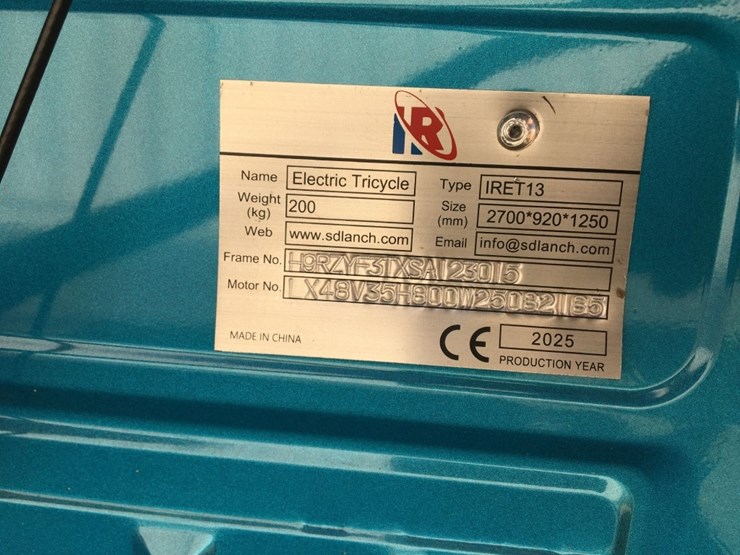 IR
Name Electric Tricycle Type IRET13
Weight (kg) 200 Size (mm) 2700*920*1250
Web www.sdlanch.com Email info@sdlanch.com
Frame No.
Motor No.
MADE IN CHINA CE 2025
PRODUCTION YEAR